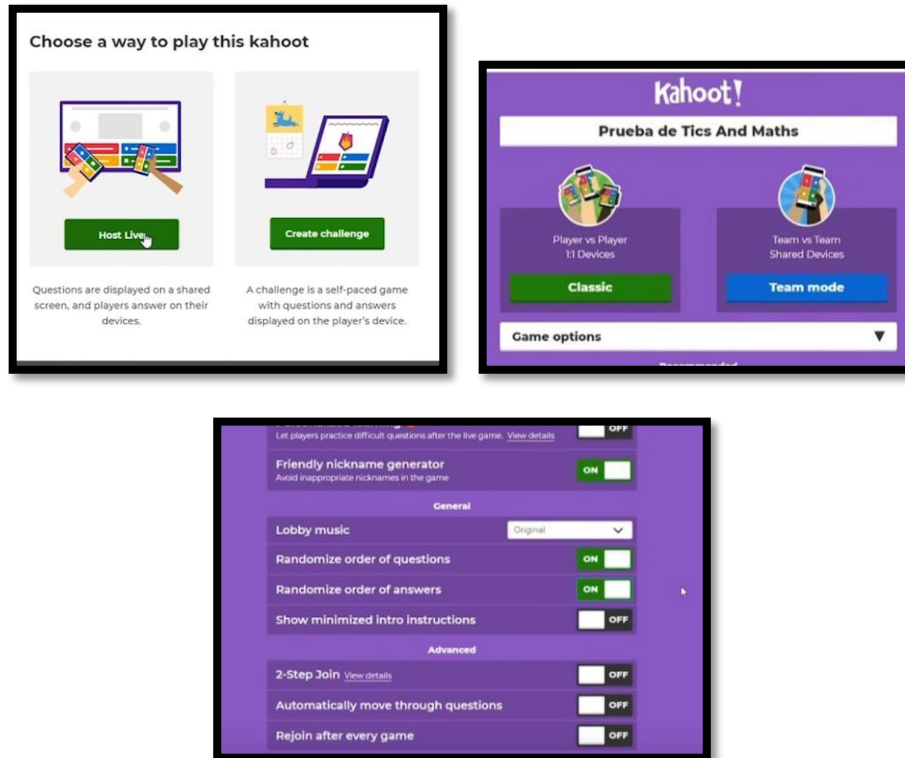 Choose a way to play this kahoot
Host Live
Create challenge
Questions are displayed on a shared
screen, and players answer on their
devices.
A challenge is a self-paced game
with questions and answers
displayed on the player's device.
Kahoot!
Prueba de Tics And Maths
Player vs Player
1:1 Devices
Classic
Team vs Team
Shared Devices
Team mode
Game options
Recommended
OFF
Let players practice difficult questions after the live game. View details
Friendly nickname generator
ON
Avoid inappropriate nicknames in the game
General
Lobby music
Original
Randomize order of questions
ON
Randomize order of answers
ON
Show minimized intro instructions
OFF
Advanced
2-Step Join View details
OFF
Automatically move through questions
OFF
Rejoin after every game
OFF